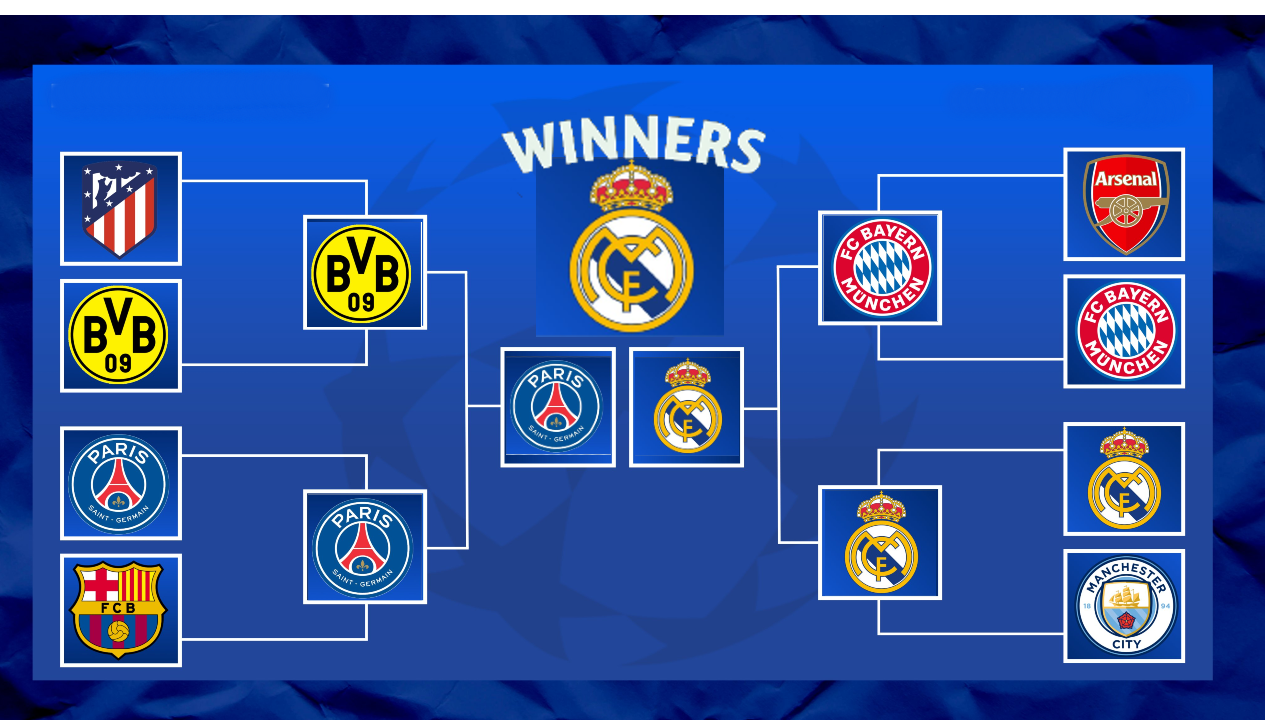 WINNERS
Arsenal
BVB
09
FC BAYERN
MÜNCHEN
BVB
09
FC BAYERN
MÜNCHEN
PARIS
SAINT-GERMAIN
PARIS
SAINT-GERMAIN
PARIS
SAINT-GERMAIN
FCB
MANCHESTER
18 94
CITY